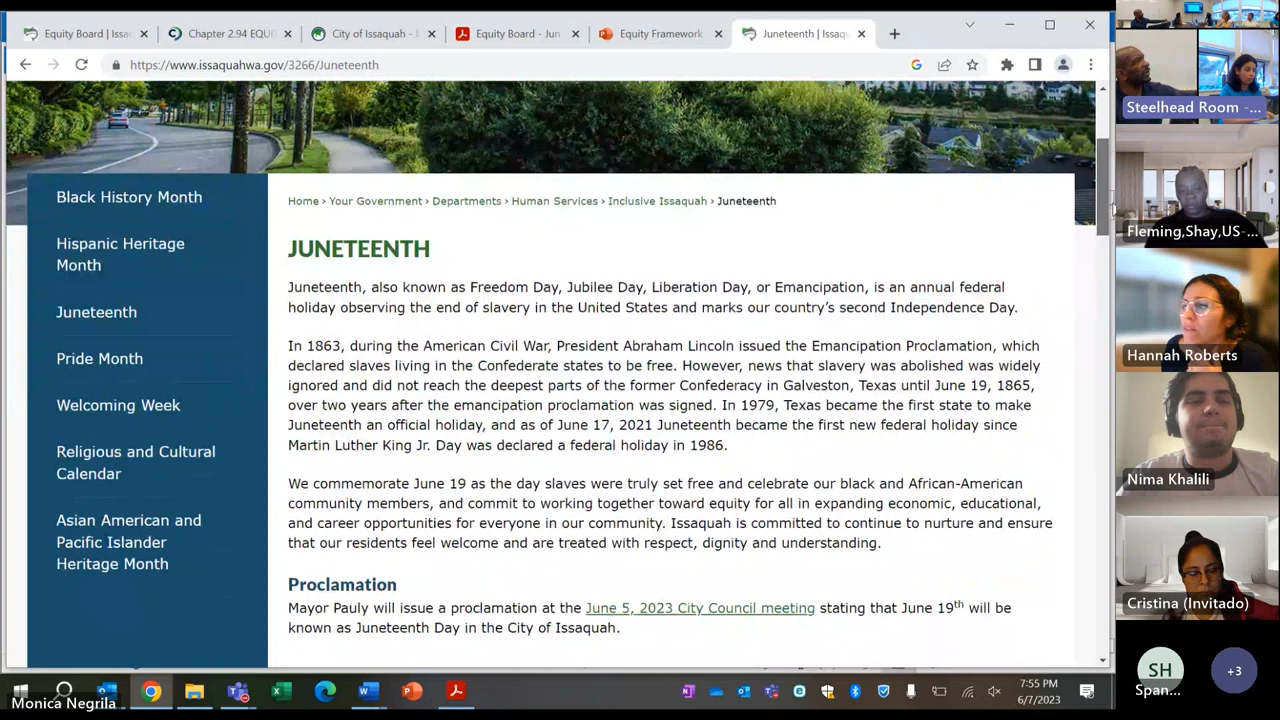 Equity Board | Issa
Chapter 2.94 EQUI
City of Issaquah -
Equity Board - Jun
Equity Framework
Juneteenth | Issaq
https://www.issaquahwa.gov/3266/Juneteenth
Black History Month
Hispanic Heritage
Month
Juneteenth
Pride Month
Welcoming Week
Religious and Cultural
Calendar
Asian American and
Pacific Islander
Heritage Month
Home › Your Government › Departments › Human Services › Inclusive Issaquah › Juneteenth
JUNETEENTH
Juneteenth, also known as Freedom Day, Jubilee Day, Liberation Day, or Emancipation, is an annual federal
holiday observing the end of slavery in the United States and marks our country’s second Independence Day.
In 1863, during the American Civil War, President Abraham Lincoln issued the Emancipation Proclamation, which
declared slaves living in the Confederate states to be free. However, news that slavery was abolished was widely
ignored and did not reach the deepest parts of the former Confederacy in Galveston, Texas until June 19, 1865,
over two years after the emancipation proclamation was signed. In 1979, Texas became the first state to make
Juneteenth an official holiday, and as of June 17, 2021 Juneteenth became the first new federal holiday since
Martin Luther King Jr. Day was declared a federal holiday in 1986.
We commemorate June 19 as the day slaves were truly set free and celebrate our black and African-American
community members, and commit to working together toward equity for all in expanding economic, educational,
and career opportunities for everyone in our community. Issaquah is committed to continue to nurture and ensure
that our residents feel welcome and are treated with respect, dignity and understanding.
Proclamation
Mayor Pauly will issue a proclamation at the June 5, 2023 City Council meeting stating that June 19th will be
known as Juneteenth Day in the City of Issaquah.
Steelhead Room -...
Fleming,Shay,US-...
Hannah Roberts
Nima Khalili
Cristina (Invitado)
SH
Span...
+3
Monica Negrila
7:55 PM
6/7/2023